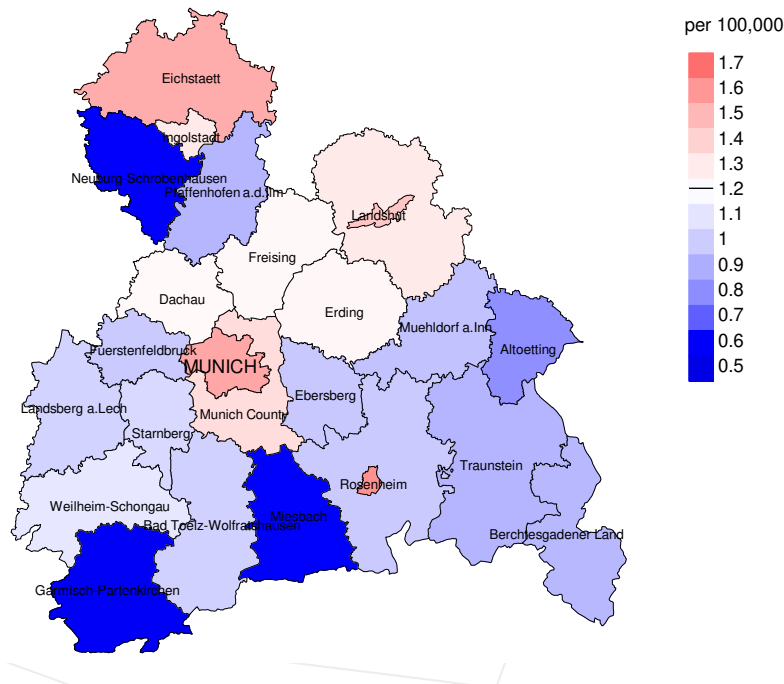 per 100,000
1.7
1.6
1.5
1.4
1.3
1.2
1.1
1
0.9
0.8
0.7
0.6
0.5
Eichstaett
Ingolstadt
Neuburg-Schrobenhausen
Pfaffenhofen a.d.Ilm
Landshut
Freising
Dachau
Erding
Muehldorf a.Inn
Altoetting
Fuerstenfeldbruck
MUNICH
Ebersberg
Landsberg a.Lech
Munich County
Starnberg
Traunstein
Rosenheim
Weilheim-Schongau
Miesbach
Bad Toelz-Wolfratshausen
Berchtesgadener Land
Garmisch-Partenkirchen